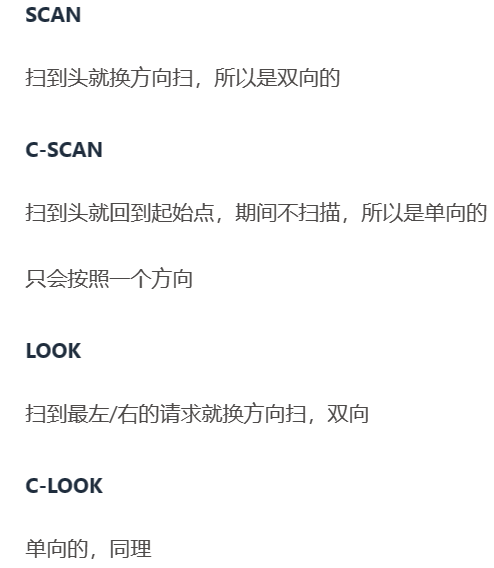 SCAN
扫到头就换方向扫，所以是双向的
C-SCAN
扫到头就回到起始点，期间不扫描，所以是单向的
只会按照一个方向
LOOK
扫到最左/右的请求就换方向扫，双向
C-LOOK
单向的，同理